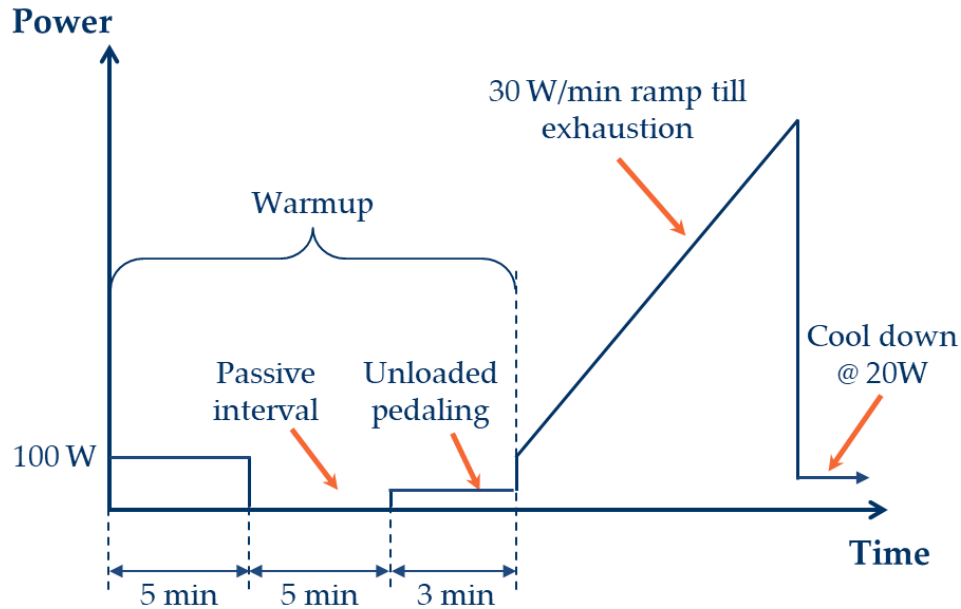 Power
30 W/min ramp till
exhaustion
Warmup
Passive
interval
Unloaded
pedaling
Cool down
@ 20W
100 W
Time
5 min
5 min
3 min